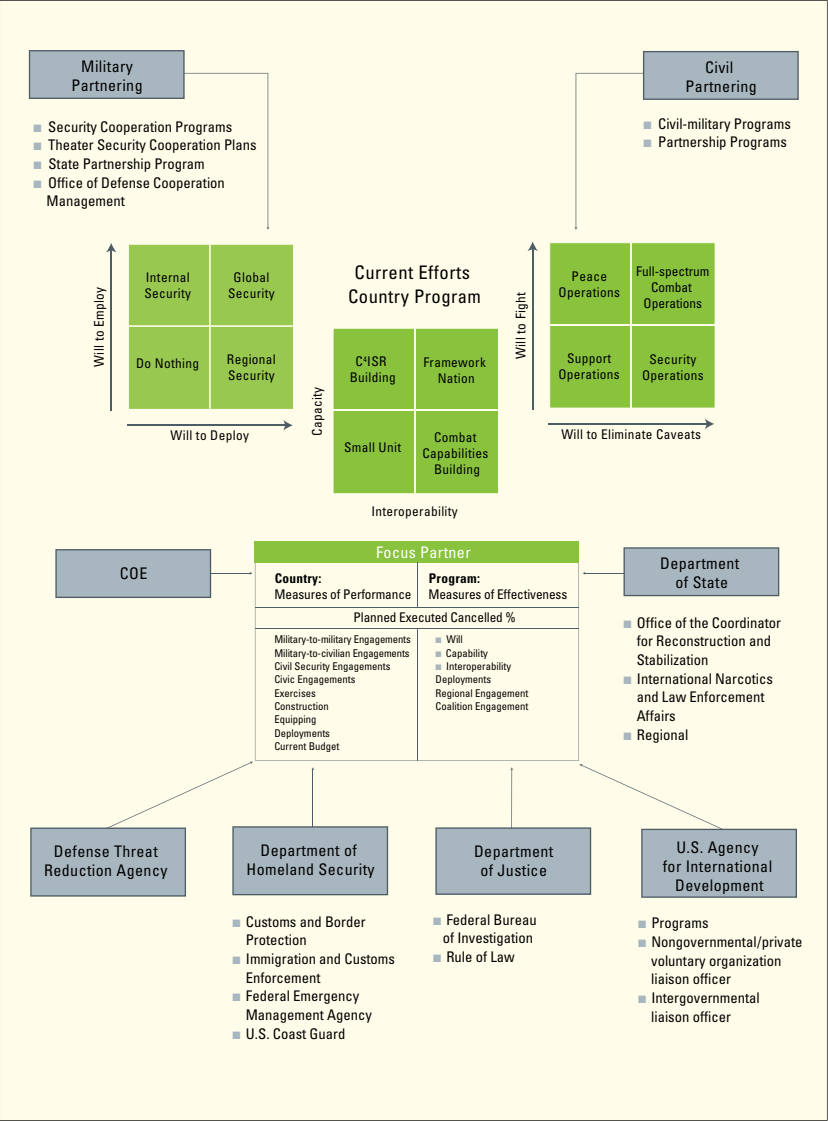 Military
Partnering
Civil
Partnering
■ Security Cooperation Programs
■ Theater Security Cooperation Plans
■ State Partnership Program
■ Office of Defense Cooperation
Management
■ Civil-military Programs
■ Partnership Programs
Will to Employ
Internal
Security
Global
Security
Do Nothing
Regional
Security
Will to Deploy
Current Efforts
Country Program
Capacity
C⁴ISR
Building
Framework
Nation
Small Unit
Combat
Capabilities
Building
Interoperability
Will to Fight
Peace
Operations
Full-spectrum
Combat
Operations
Support
Operations
Security
Operations
Will to Eliminate Caveats
COE
Focus Partner
Country:
Measures of Performance
Program:
Measures of Effectiveness
Planned Executed Cancelled %
Military-to-military Engagements
Military-to-civilian Engagements
Civil Security Engagements
Civic Engagements
Exercises
Construction
Equipping
Deployments
Current Budget
■ Will
■ Capability
■ Interoperability
Deployments
Regional Engagement
Coalition Engagement
Department
of State
■ Office of the Coordinator
for Reconstruction and
Stabilization
■ International Narcotics
and Law Enforcement
Affairs
■ Regional
Defense Threat
Reduction Agency
Department of
Homeland Security
■ Customs and Border
Protection
■ Immigration and Customs
Enforcement
■ Federal Emergency
Management Agency
■ U.S. Coast Guard
Department
of Justice
■ Federal Bureau
of Investigation
■ Rule of Law
U.S. Agency
for International
Development
■ Programs
■ Nongovernmental/private
voluntary organization
liaison officer
■ Intergovernmental
liaison officer